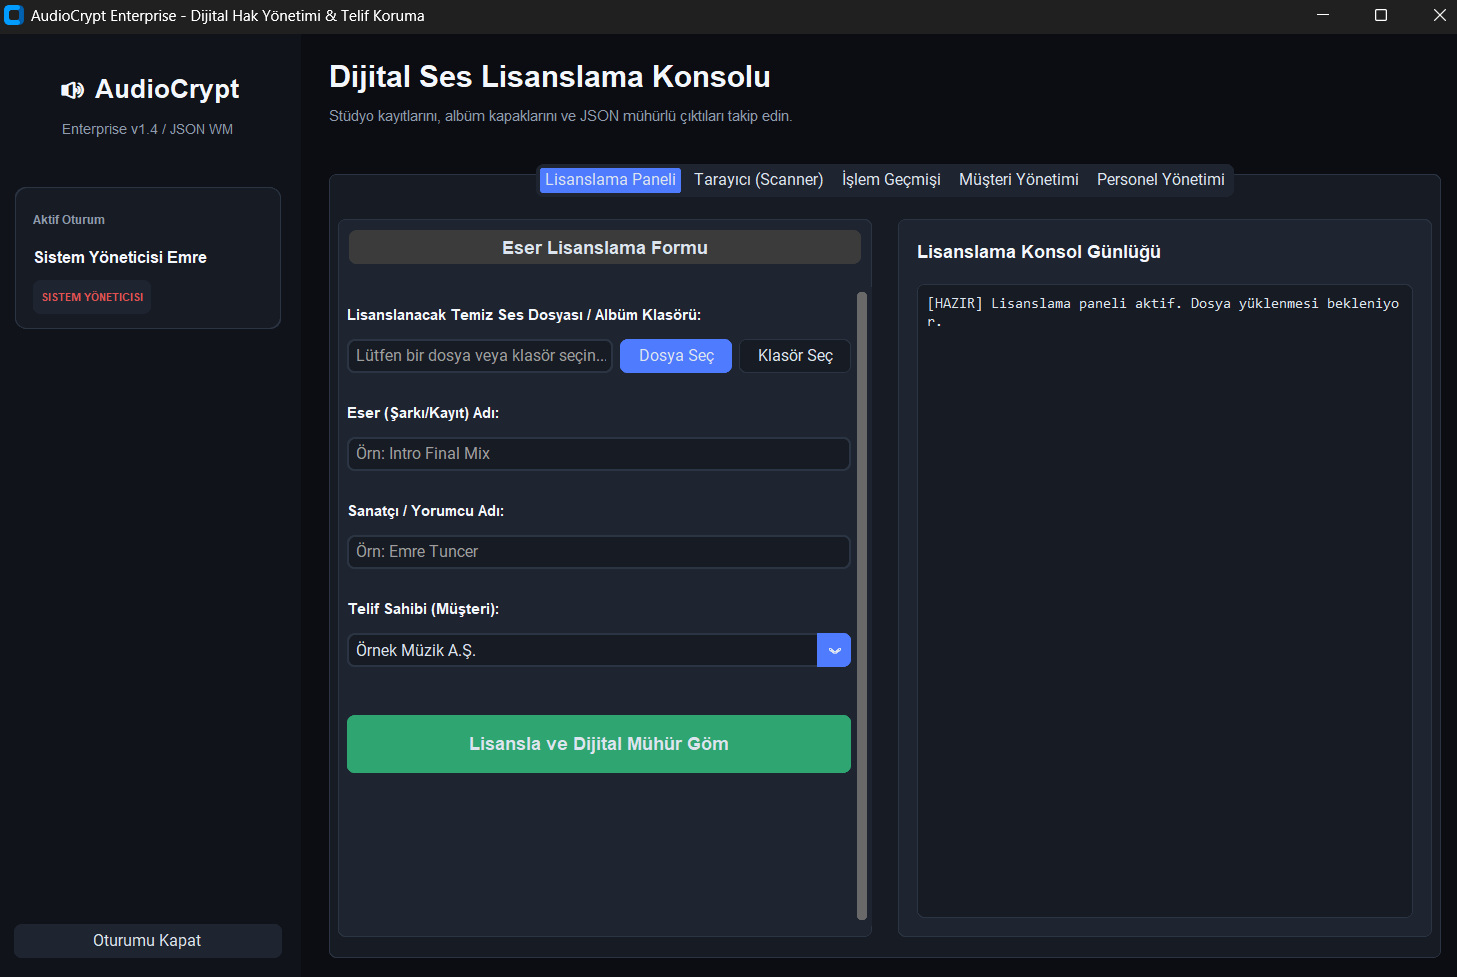 AudioCrypt Enterprise - Dijital Hak Yönetimi & Telif Koruma
AudioCrypt
Enterprise v1.4 / JSON WM
Aktif Oturum
Sistem Yöneticisi Emre
SISTEM YÖNETICISI
Oturumu Kapat
Dijital Ses Lisanslama Konsolu
Stüdyo kayıtlarını, albüm kapaklarını ve JSON mühürlü çıktıları takip edin.
Lisanslama Paneli Tarayıcı (Scanner) İşlem Geçmişi Müşteri Yönetimi Personel Yönetimi
Eser Lisanslama Formu
Lisanslanacak Temiz Ses Dosyası / Albüm Klasörü:
Lütfen bir dosya veya klasör seçin... Dosya Seç Klasör Seç
Eser (Şarkı/Kayıt) Adı:
Örn: Intro Final Mix
Sanatçı / Yorumcu Adı:
Örn: Emre Tuncer
Telif Sahibi (Müşteri):
Örnek Müzik A.Ş.
Lisansla ve Dijital Mühür Göm
Lisanslama Konsol Günlüğü
[HAZIR] Lisanslama paneli aktif. Dosya yüklenmesi bekleniyo
r.